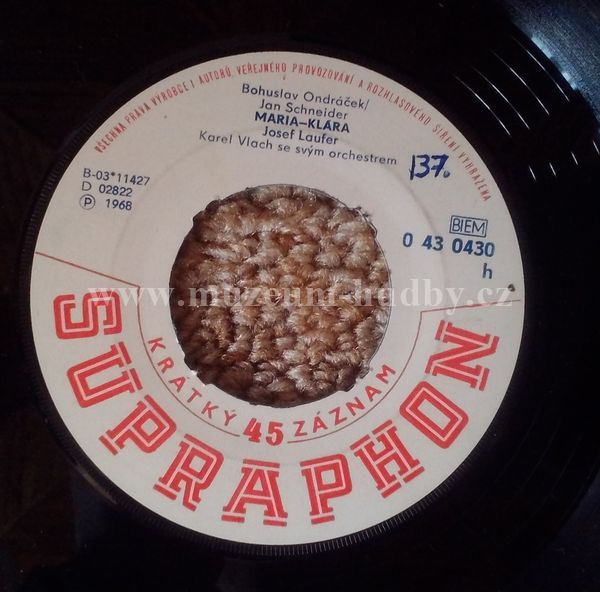 VŠECHNA PRÁVA VÝROBCE I AUTORŮ, VEŘEJNÉHO PROVOZOVÁNÍ A ROZHLASOVÉHO ŠÍŘENÍ VYHRAŽENA
Bohuslav Ondráček/
Jan Schneider
MARIA–KLÁRA
Josef Laufer
Karel Vlach se svým orchestrem
137.
B-03*11427
D 02822
Ⓟ 1968
BIEM
0 43 0430
h
www.muzeum-hudby.cz
KRÁTKÝ 45 ZÁZNAM
SUPRAPHON